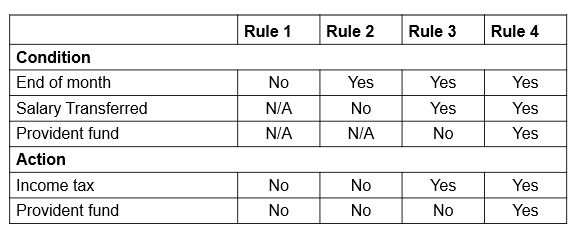 Rule 1 Rule 2 Rule 3 Rule 4
Condition
End of month No Yes Yes Yes
Salary Transferred N/A No Yes Yes
Provident fund N/A N/A No Yes
Action
Income tax No No Yes Yes
Provident fund No No No Yes